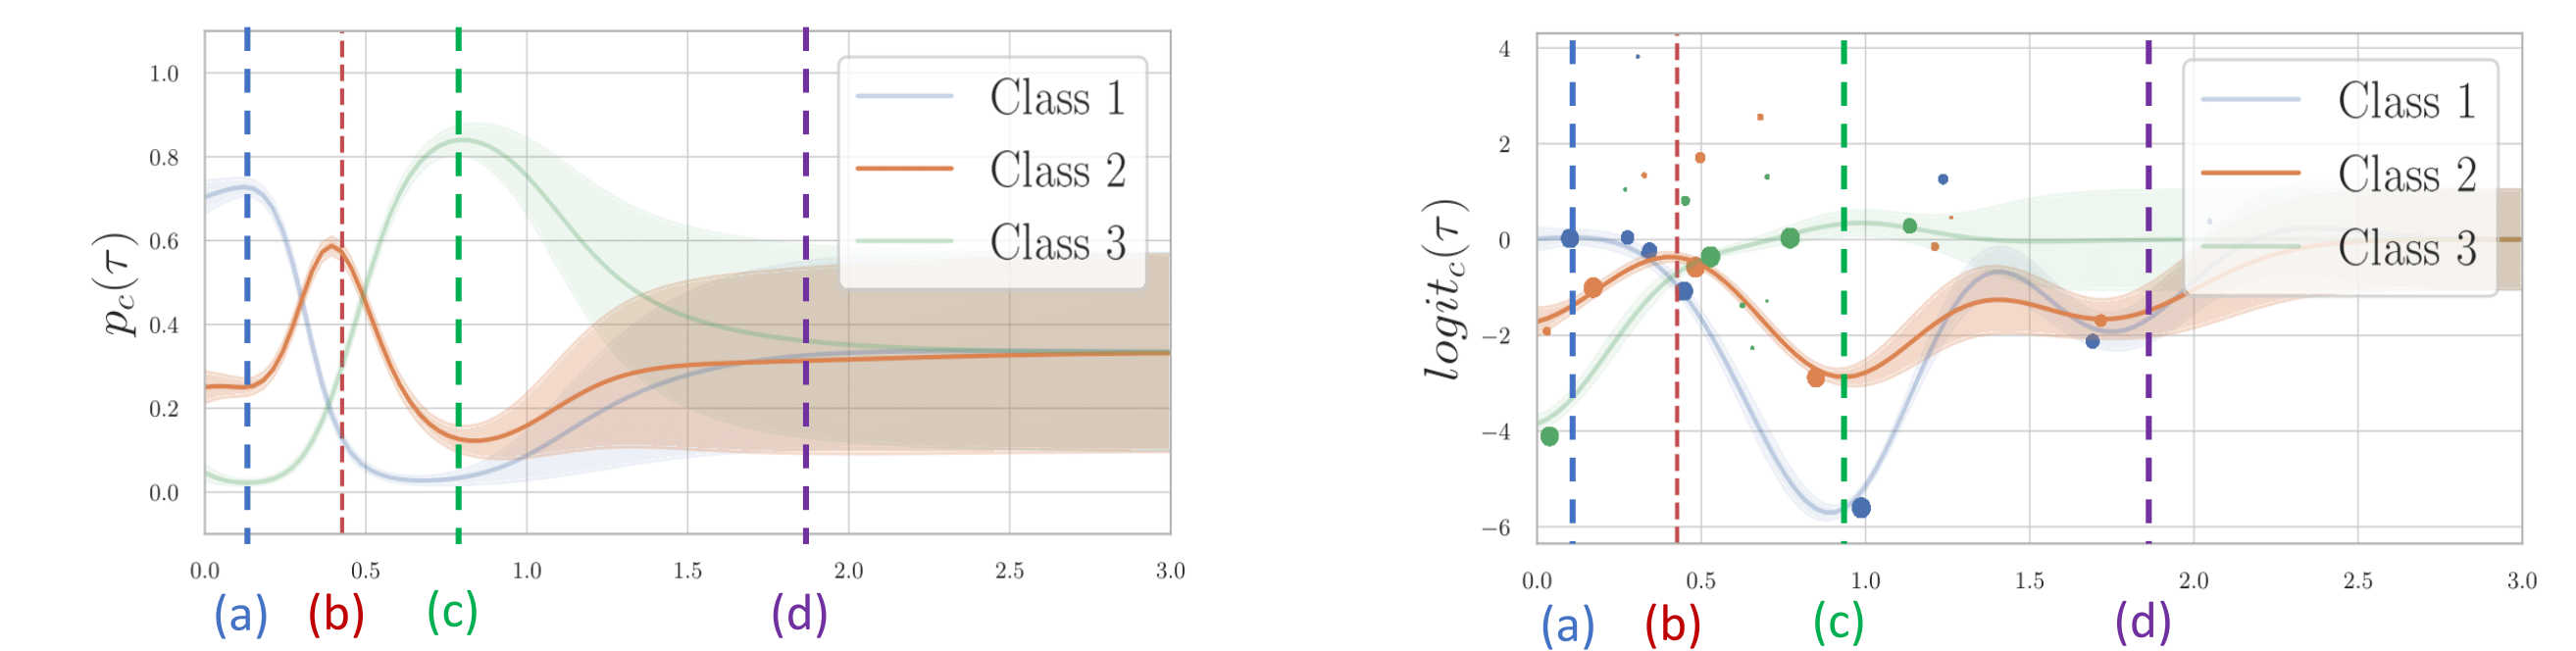 p_c(τ)
1.0
0.8
0.6
0.4
0.2
0.0
0.0 0.5 1.0 1.5 2.0 2.5 3.0
Class 1
Class 2
Class 3
(a) (b) (c) (d)
logit_c(τ)
4
2
0
−2
−4
−6
0.0 0.5 1.0 1.5 2.0 2.5 3.0
Class 1
Class 2
Class 3
(a) (b) (c) (d)